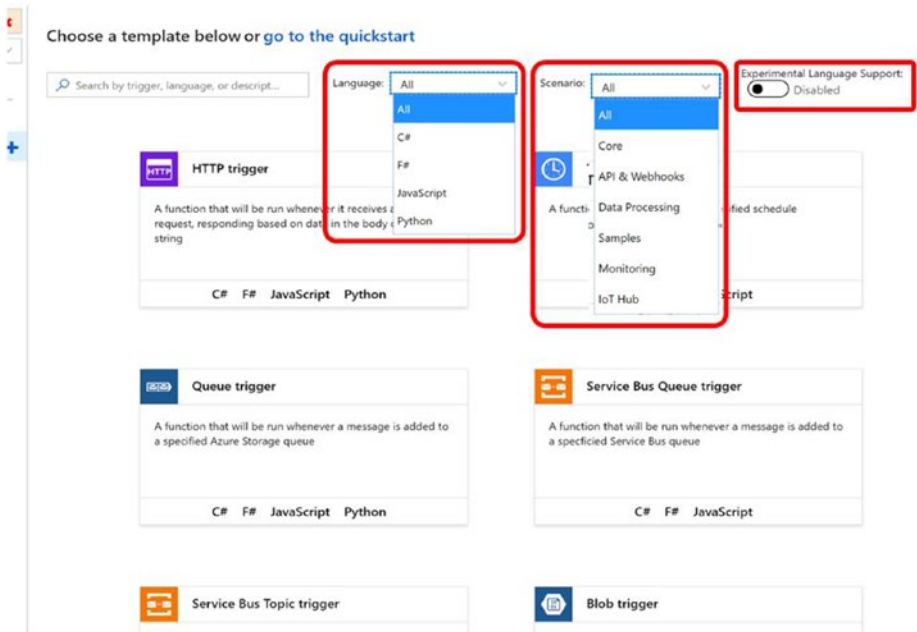 Choose a template below or go to the quickstart
Search by trigger, language, or descript...
Language: All
All
C#
F#
JavaScript
Python
Scenario: All
All
Core
API & Webhooks
Data Processing
Samples
Monitoring
IoT Hub
Experimental Language Support:
Disabled
HTTP trigger
A function that will be run whenever it receives
request, responding based on data in the body
string
C# F# JavaScript Python
A functi
ified schedule
cript
Queue trigger
A function that will be run whenever a message is added to
a specified Azure Storage queue
C# F# JavaScript Python
Service Bus Queue trigger
A function that will be run whenever a message is added to
a specficied Service Bus queue
C# F# JavaScript
Service Bus Topic trigger
Blob trigger